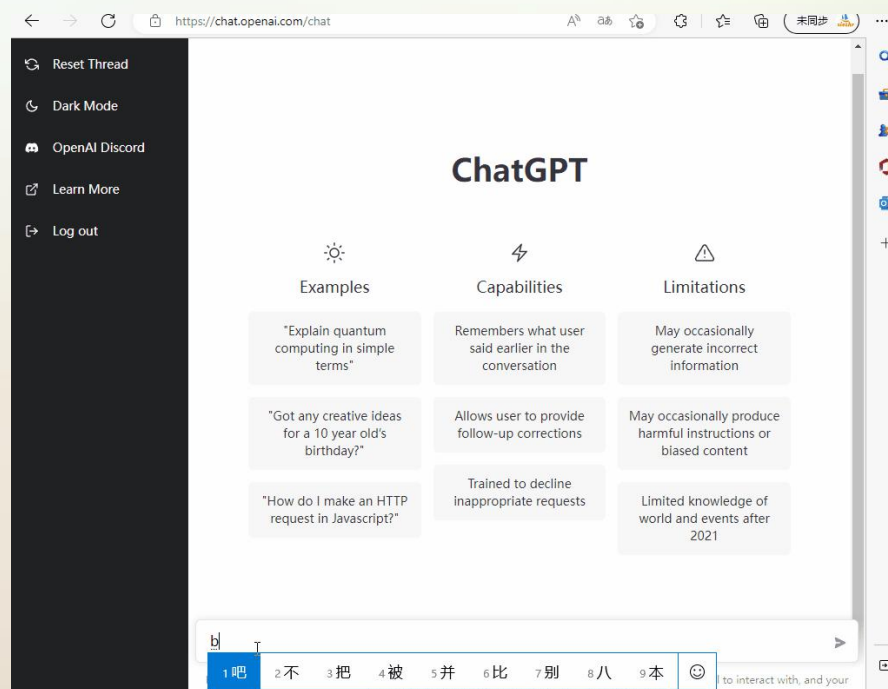 https://chat.openai.com/chat
未同步
Reset Thread
Dark Mode
OpenAI Discord
Learn More
Log out
ChatGPT
Examples
Capabilities
Limitations
"Explain quantum
computing in simple
terms"
Remembers what user
said earlier in the
conversation
May occasionally
generate incorrect
information
"Got any creative ideas
for a 10 year old's
birthday?"
Allows user to provide
follow-up corrections
May occasionally produce
harmful instructions or
biased content
"How do I make an HTTP
request in Javascript?"
Trained to decline
inappropriate requests
Limited knowledge of
world and events after
2021
b
1吧 2不 3把 4被 5并 6比 7别 8八 9本
to interact with, and your